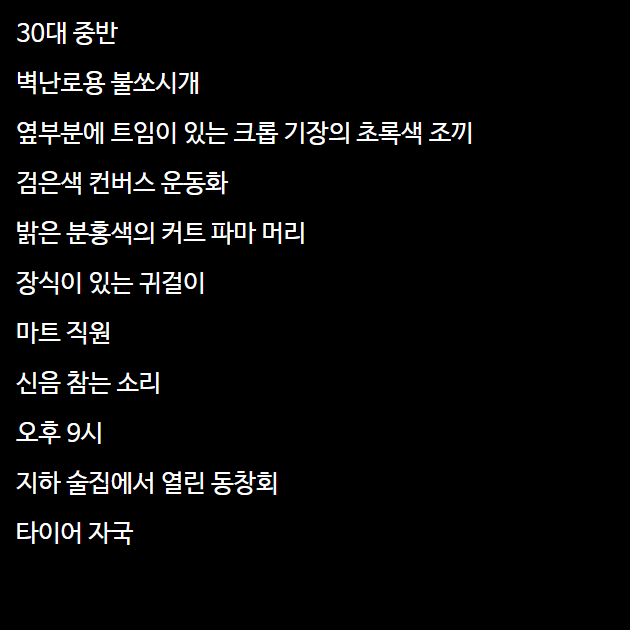 30대 중반
벽난로용 불쏘시개
옆부분에 트임이 있는 크롭 기장의 초록색 조끼
검은색 컨버스 운동화
밝은 분홍색의 커트 파마 머리
장식이 있는 귀걸이
마트 직원
신음 참는 소리
오후 9시
지하 술집에서 열린 동창회
타이어 자국